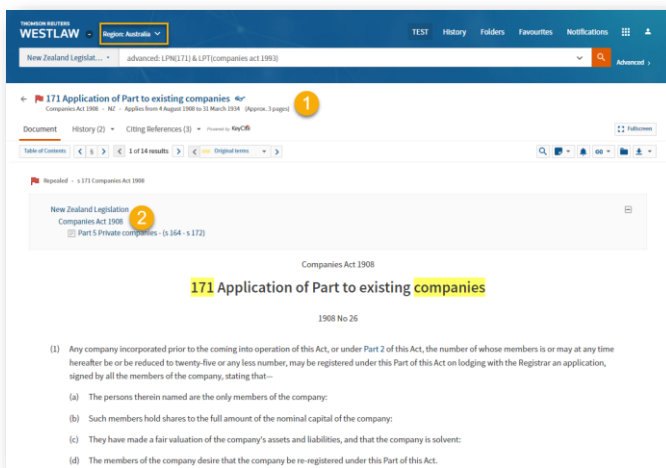 THOMSON REUTERS
WESTLAW
Region: Australia
TEST History Folders Favourites Notifications
New Zealand Legislat... advanced: LPN(171) & LPT(companies act 1993)
Advanced
171 Application of Part to existing companies
1
Companies Act 1908 - NZ - Applies from 4 August 1908 to 31 March 1934 (Approx. 3 pages)
Document History (2) Citing References (3) Powered by KeyCite
Fullscreen
Table of Contents § 1 of 14 results Original terms
Repealed - s 171 Companies Act 1908
New Zealand Legislation
Companies Act 1908
2
Part 5 Private companies - (s 164 - s 172)
Companies Act 1908
171 Application of Part to existing companies
1908 No 26
(1) Any company incorporated prior to the coming into operation of this Act, or under Part 2 of this Act, the number of whose members is or may at any time
hereafter be or be reduced to twenty-five or any less number, may be registered under this Part of this Act on lodging with the Registrar an application,
signed by all the members of the company, stating that—
(a) The persons therein named are the only members of the company:
(b) Such members hold shares to the full amount of the nominal capital of the company:
(c) They have made a fair valuation of the company's assets and liabilities, and that the company is solvent:
(d) The members of the company desire that the company be re-registered under this Part of this Act.